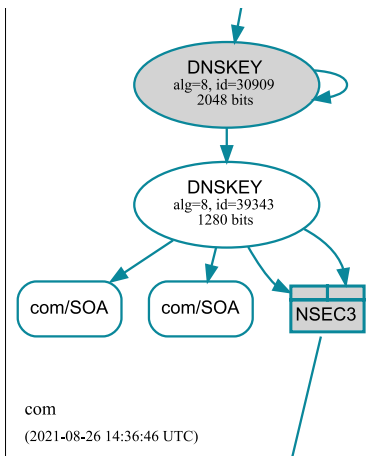 DNSKEY
alg=8, id=30909
2048 bits
DNSKEY
alg=8, id=39343
1280 bits
com/SOA
com/SOA
NSEC3
com
(2021-08-26 14:36:46 UTC)